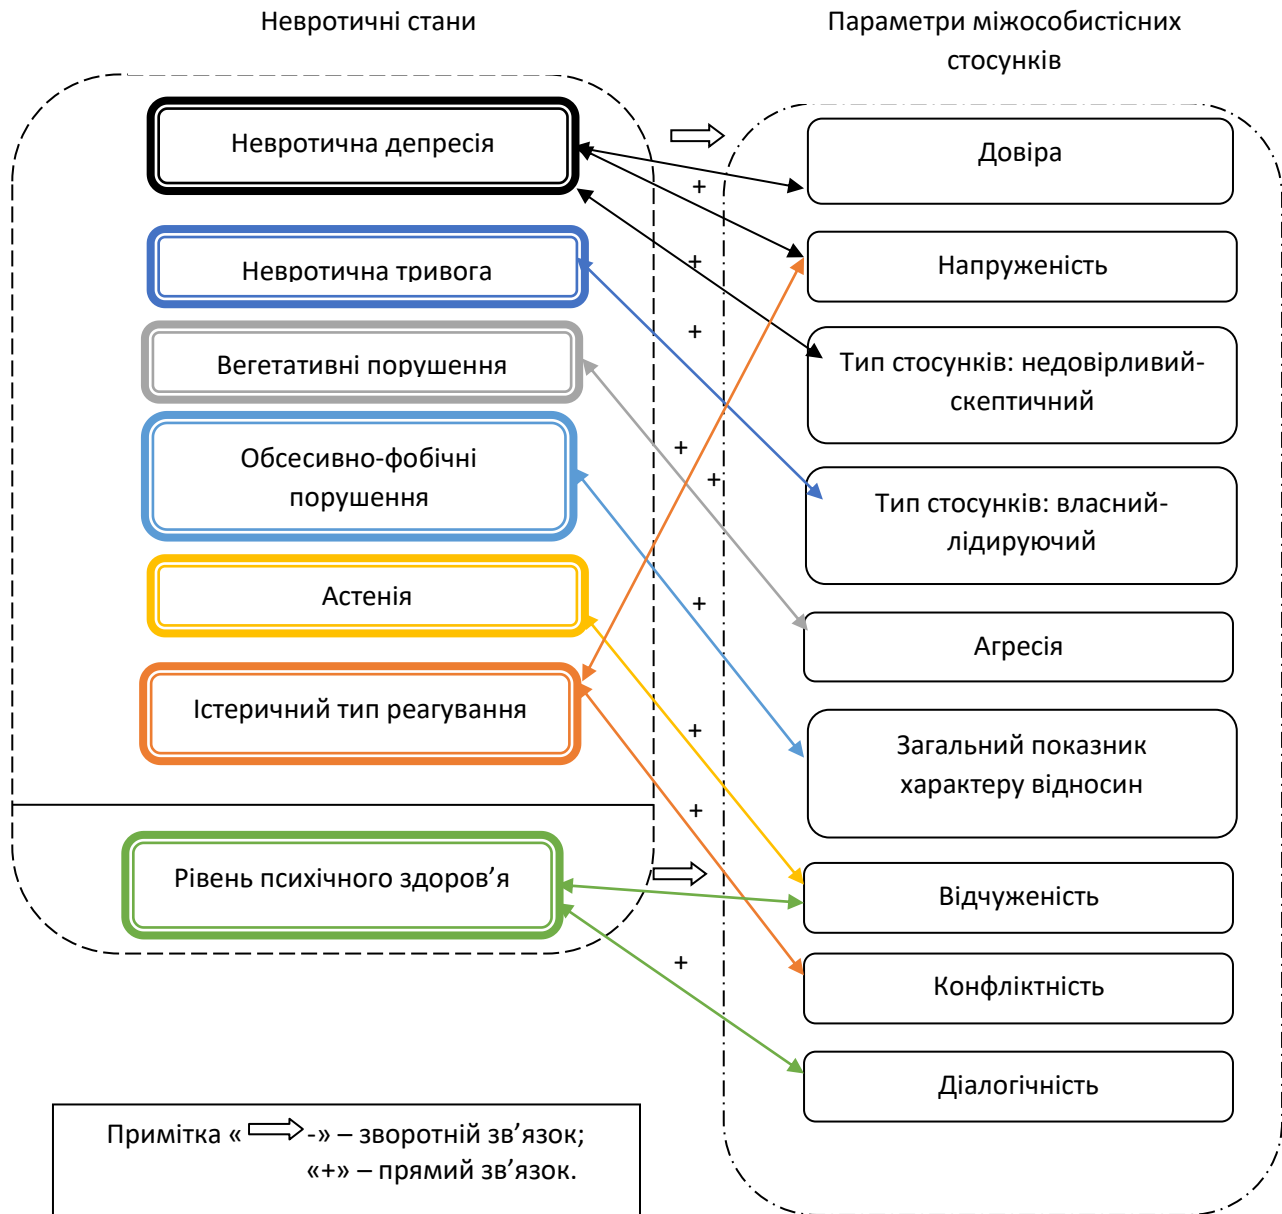 Невротичні стани
Параметри міжособистісних
стосунків
Невротична депресія
Невротична тривога
Вегетативні порушення
Обсесивно-фобічні
порушення
Астенія
Істеричний тип реагування
Рівень психічного здоров’я
Довіра
Напруженість
Тип стосунків: недовірливий-
скептичний
Тип стосунків: власний-
лідируючий
Агресія
Загальний показник
характеру відносин
Відчуженість
Конфліктність
Діалогічність
+
+
+
+
+
+
+
+
+
Примітка « -» – зворотній зв’язок;
«+» – прямий зв’язок.